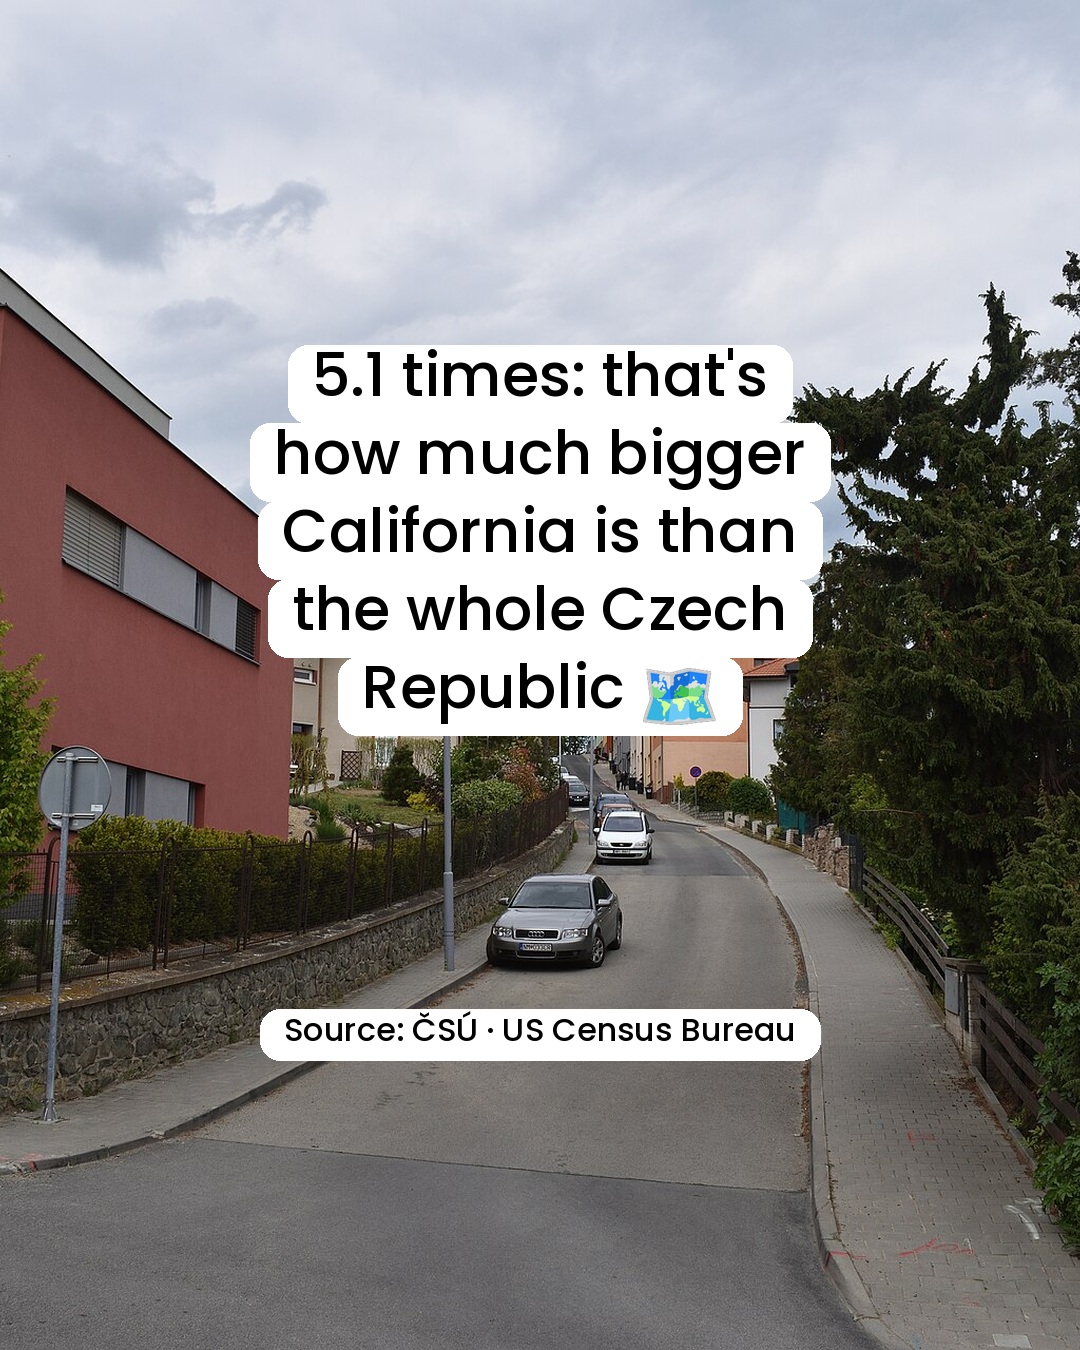 5.1 times: that's
how much bigger
California is than
the whole Czech
Republic 🗺️
Source: ČSÚ · US Census Bureau